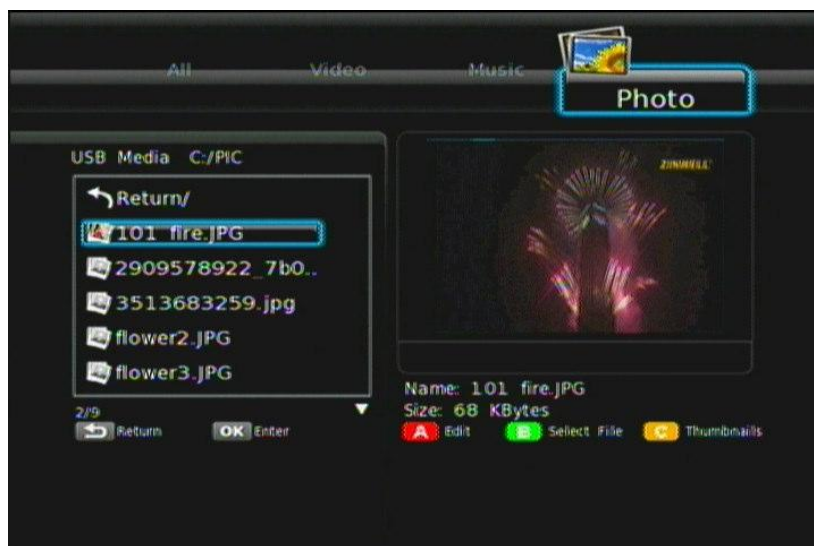 All Video Music Photo
USB Media C:/PIC
Return/
101 fire.JPG
2909578922_7b0..
3513683259.jpg
flower2.JPG
flower3.JPG
2/9
Return OK Enter
ZINWELL
Name: 101 fire.JPG
Size: 68 KBytes
A Edit B Select File C Thumbnails